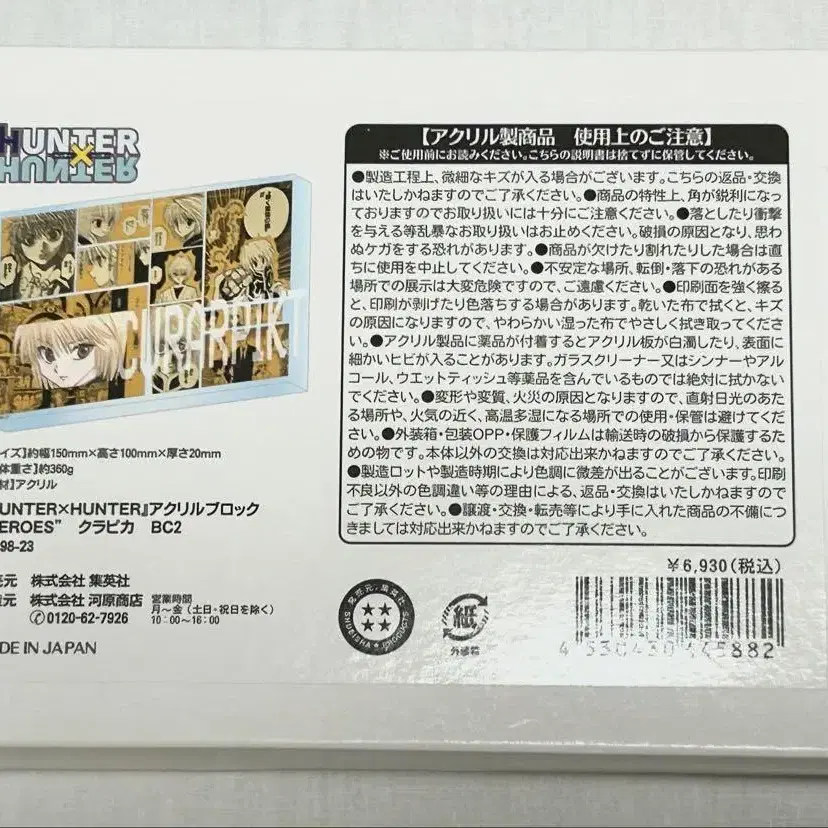 HUNTER
×
HUNTER
CURARPIKT
イズ】約幅150mm×高さ100mm×厚さ20mm
体重さ】約360g
材】アクリル
UNTER×HUNTER』アクリルブロック
EROES” クラピカ BC2
98-23
売元 株式会社 集英社
元 株式会社 河原商店
営業時間
月～金（土日・祝日を除く）
10：00～16：00
✆0120-62-7926
DE IN JAPAN
【アクリル製商品 使用上のご注意】
※ご使用前にお読みください。こちらの説明書は捨てずに保管してください。
●製造工程上、微細なキズが入る場合がございます。こちらの返品・交換
はいたしかねますのでご了承ください。●商品の特性上、角が鋭利になっ
ておりますのでお取り扱いには十分にご注意ください。●落としたり衝撃
を与える等乱暴なお取り扱いはお止めください。破損の原因となり、思わ
ぬケガをする恐れがあります。●商品が欠けたり割れたりした場合は直
ちに使用を中止してください。●不安定な場所、転倒・落下の恐れがある
場所での展示は大変危険ですので、ご遠慮ください。●印刷面を強く擦る
と、印刷が剥げたり色落ちする場合があります。乾いた布で拭くと、キズ
の原因になりますので、やわらかい湿った布でやさしく拭き取ってくださ
い。●アクリル製品に薬品が付着するとアクリル板が白濁したり、表面に
細かいヒビが入ることがあります。ガラスクリーナー又はシンナーやアル
コール、ウエットティッシュ等薬品を含んでいるものでは絶対に拭かない
でください。●変形や変質、火災の原因となりますので、直射日光のあた
る場所や、火気の近く、高温多湿になる場所での使用・保管は避けてくだ
さい。●外装箱・包装OPP・保護フィルムは輸送時の破損から保護するた
めの物です。本体以外の交換は対応出来かねますのでご了承ください。
●製造ロットや製造時期により色調に微差が出ることがございます。印刷
不良以外の色調違い等の理由による、返品・交換はいたしかねますので
ご了承ください。●譲渡・交換・転売等により手に入れた商品の不備につ
きましては対応出来かねますのでご了承ください。
￥6,930（税込）
発売元：集英社
SHUEISHA PRODUCTS
紙
外装箱
4 530430 445882